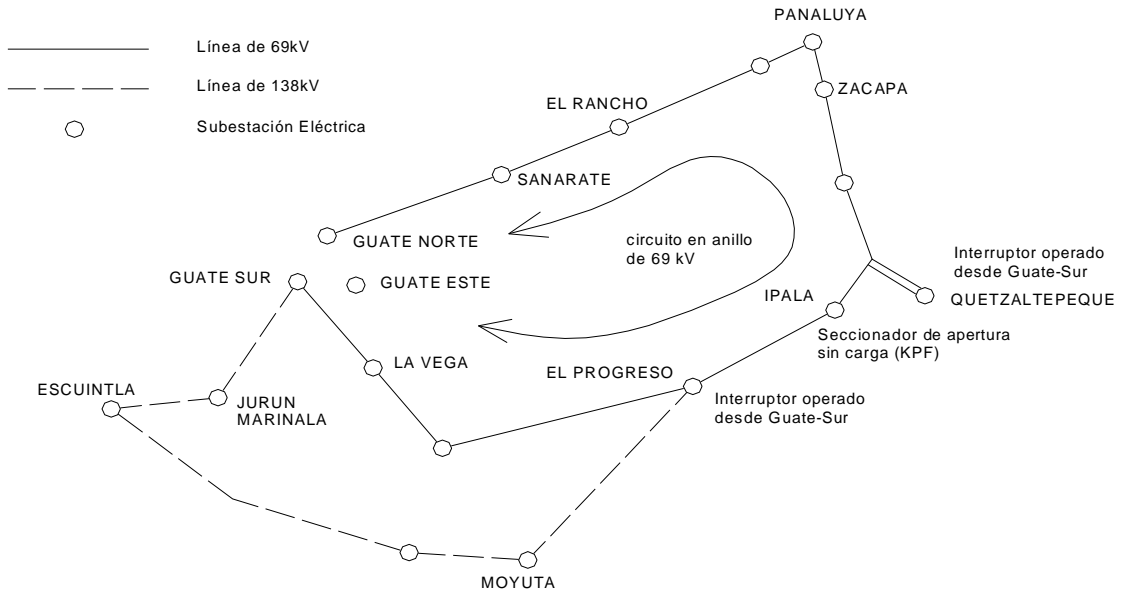 PANALUYA
Línea de 69kV
Línea de 138kV
ZACAPA
EL RANCHO
Subestación Eléctrica
SANARATE
GUATE NORTE
circuito en anillo
de 69 kV
Interruptor operado
desde Guate-Sur
GUATE SUR
GUATE ESTE
IPALA
QUETZALTEPEQUE
Seccionador de apertura
sin carga (KPF)
LA VEGA
EL PROGRESO
ESCUINTLA
JURUN
MARINALA
Interruptor operado
desde Guate-Sur
MOYUTA